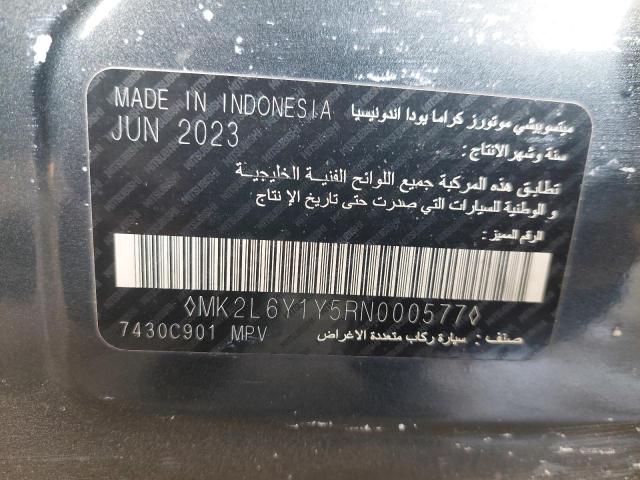 MADE IN INDONESIA ميتسوبيشي موتورز كراما يودا اندونيسيا
JUN 2023 سنة وشهر الانتاج :
تطابق هذه المركبة جميع اللوائح الفنية الخليجية
و الوطنية للسيارات التي صدرت حتى تاريخ الإنتاج
الرقم المميز :
◊MK2L6Y1Y5RN000577◊
7430C901 MPV صنف : سيارة ركاب متعددة الاغراض